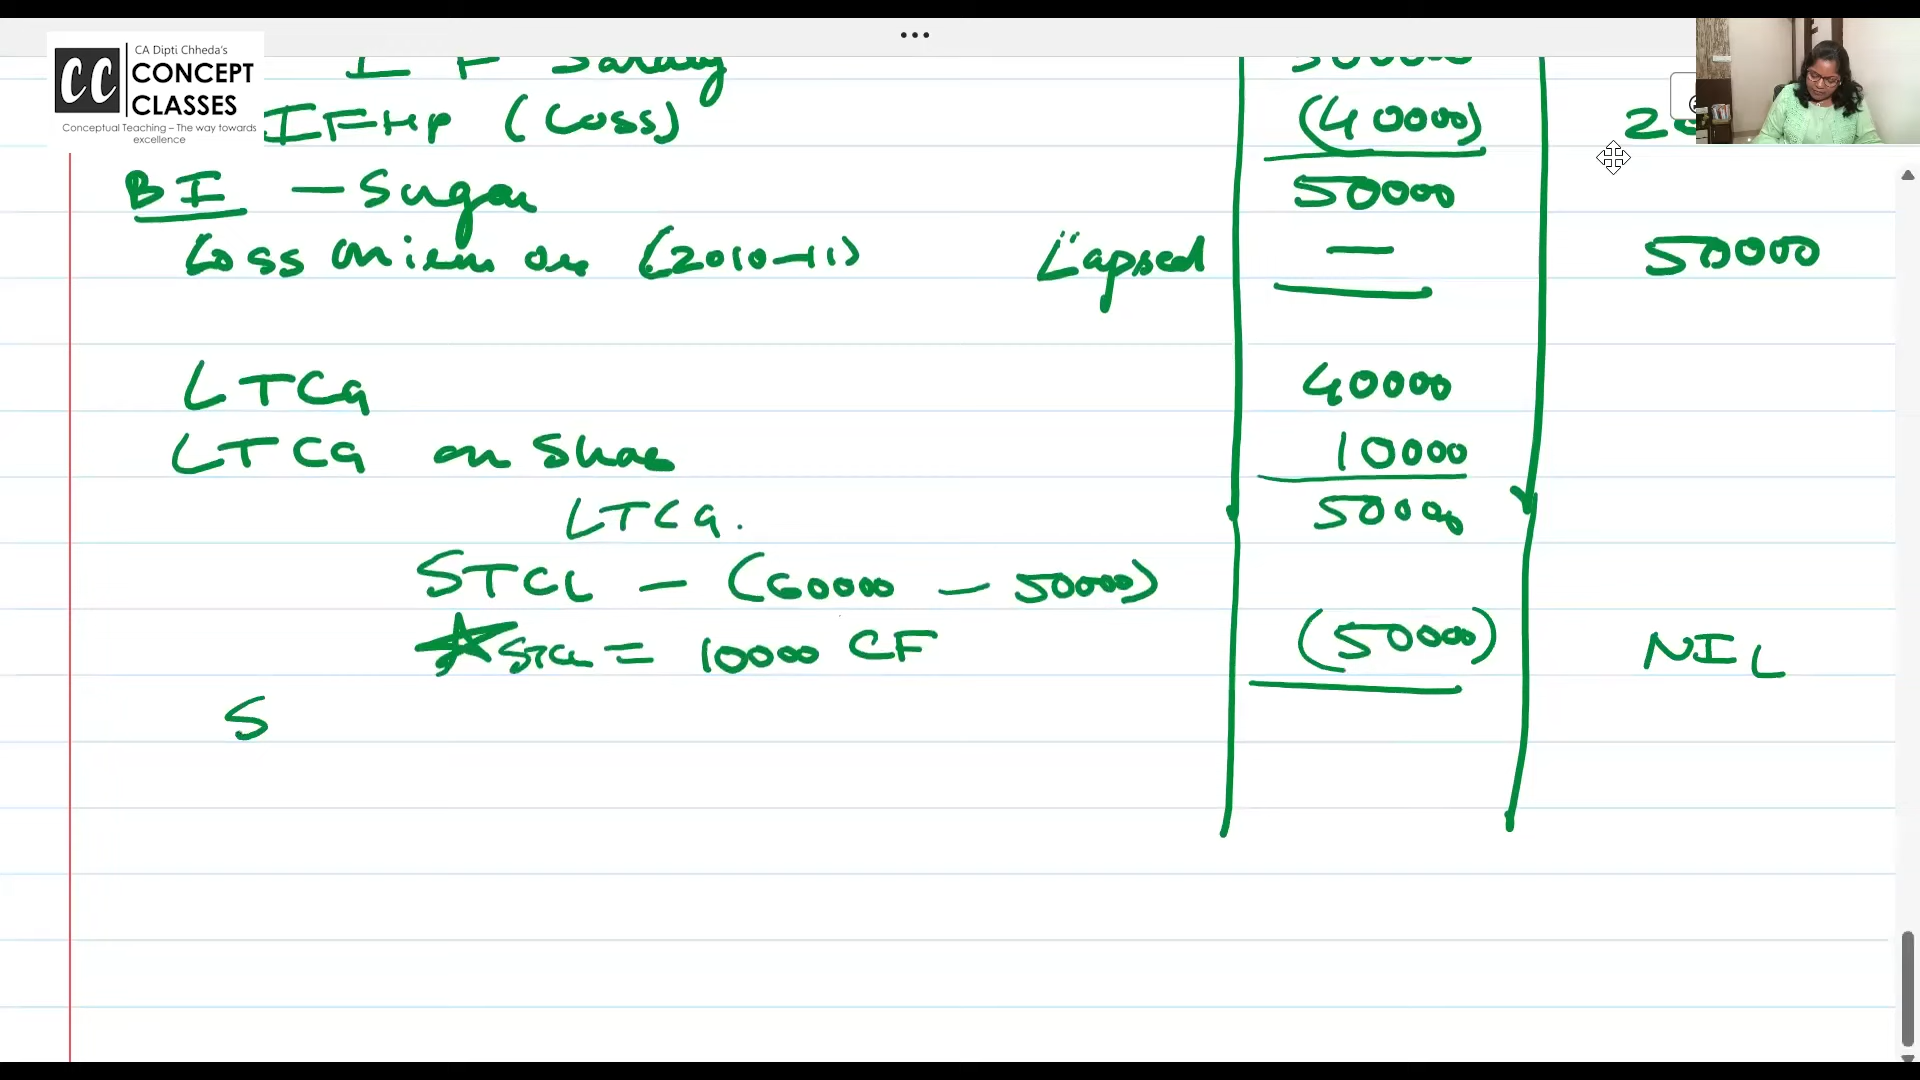 •••
CA Dipti Chheda's
CC CONCEPT CLASSES
Conceptual Teaching – The way towards excellence
IFHP (Loss) (40000)
BI — Sugar 50000
Loss on (2010-11) Lapsed — 50000
LTCG 40000
LTCG on Share 10000
LTCG. 50000
STCL — (60000 — 50000)
STCL = 10000 CF (50000) NIL
S